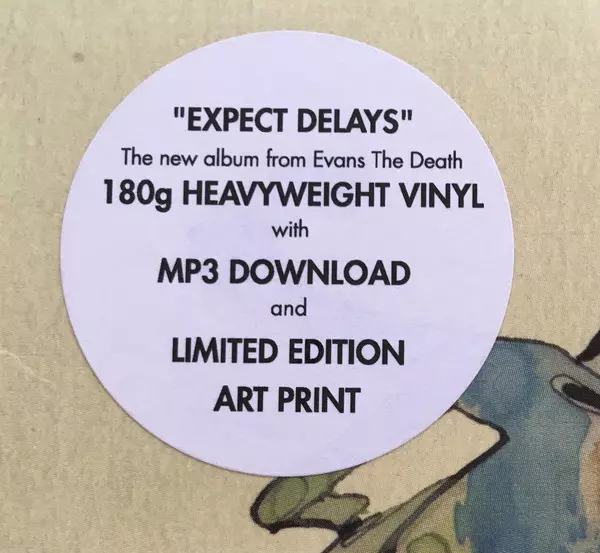 "EXPECT DELAYS"
The new album from Evans The Death
180g HEAVYWEIGHT VINYL
with
MP3 DOWNLOAD
and
LIMITED EDITION
ART PRINT